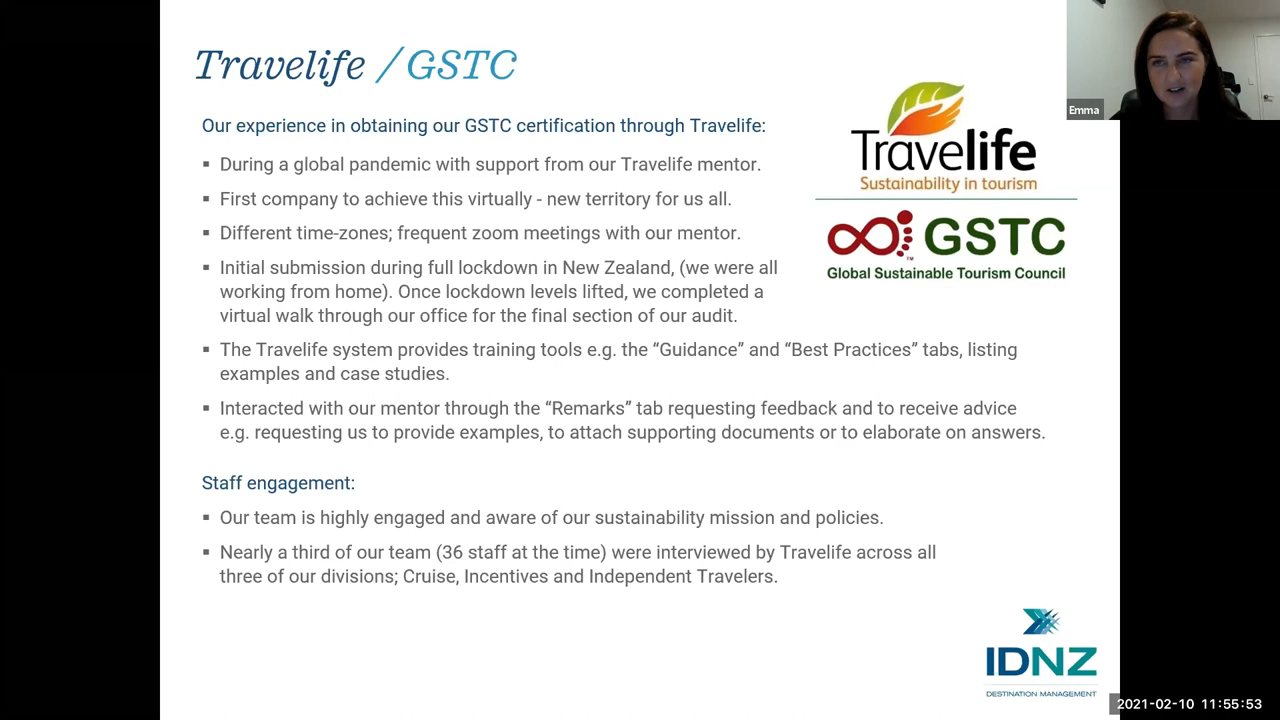 Travelife / GSTC
Emma
Our experience in obtaining our GSTC certification through Travelife:
▪ During a global pandemic with support from our Travelife mentor.
▪ First company to achieve this virtually - new territory for us all.
▪ Different time-zones; frequent zoom meetings with our mentor.
▪ Initial submission during full lockdown in New Zealand, (we were all
working from home). Once lockdown levels lifted, we completed a
virtual walk through our office for the final section of our audit.
▪ The Travelife system provides training tools e.g. the “Guidance” and “Best Practices” tabs, listing
examples and case studies.
▪ Interacted with our mentor through the “Remarks” tab requesting feedback and to receive advice
e.g. requesting us to provide examples, to attach supporting documents or to elaborate on answers.
Travelife
Sustainability in tourism
GSTC
TM
Global Sustainable Tourism Council
Staff engagement:
▪ Our team is highly engaged and aware of our sustainability mission and policies.
▪ Nearly a third of our team (36 staff at the time) were interviewed by Travelife across all
three of our divisions; Cruise, Incentives and Independent Travelers.
IDNZ
DESTINATION MANAGEMENT
2021-02-10 11:55:53